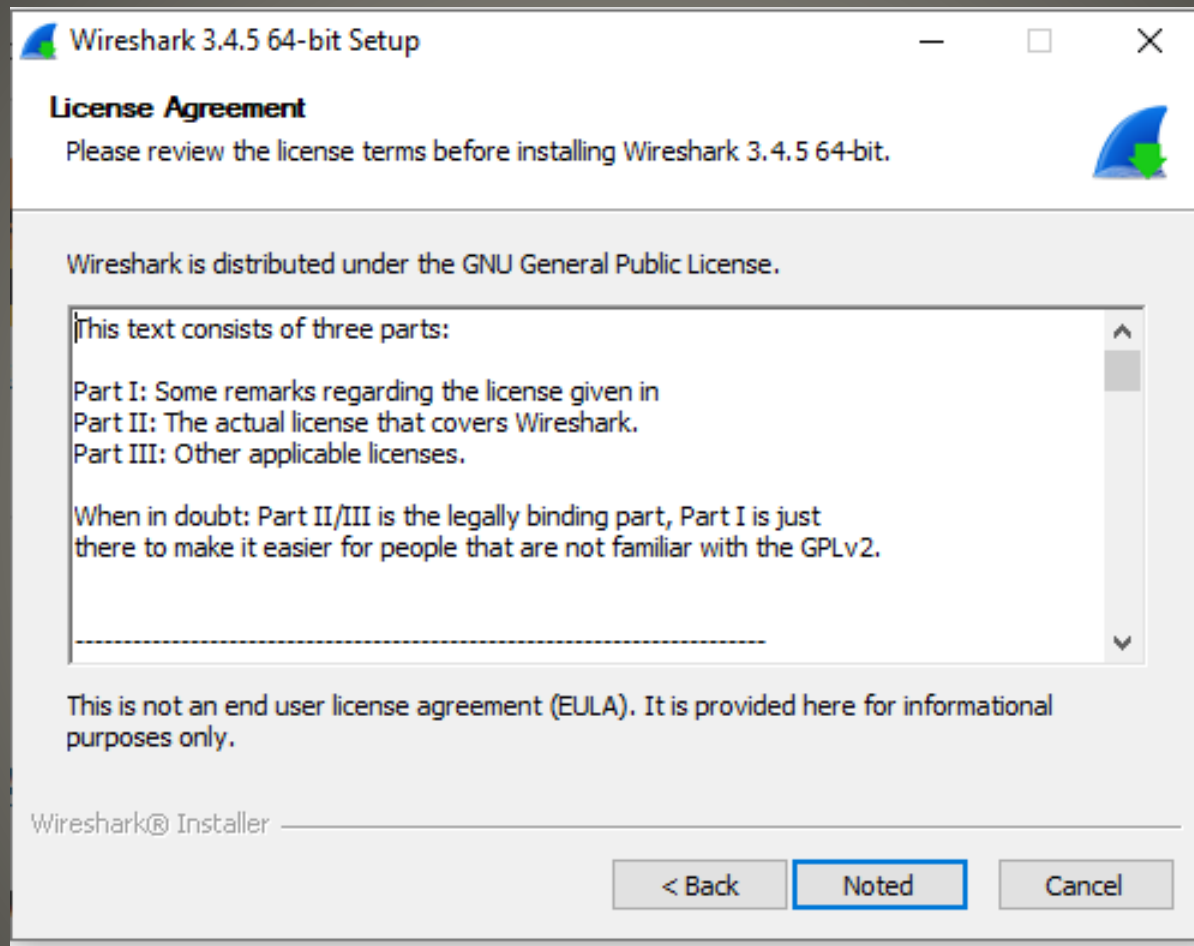 Wireshark 3.4.5 64-bit Setup
License Agreement
Please review the license terms before installing Wireshark 3.4.5 64-bit.
Wireshark is distributed under the GNU General Public License.
This text consists of three parts:
Part I: Some remarks regarding the license given in
Part II: The actual license that covers Wireshark.
Part III: Other applicable licenses.
When in doubt: Part II/III is the legally binding part, Part I is just
there to make it easier for people that are not familiar with the GPLv2.
------------------------------------------------------------------------
This is not an end user license agreement (EULA). It is provided here for informational
purposes only.
Wireshark® Installer
< Back Noted Cancel